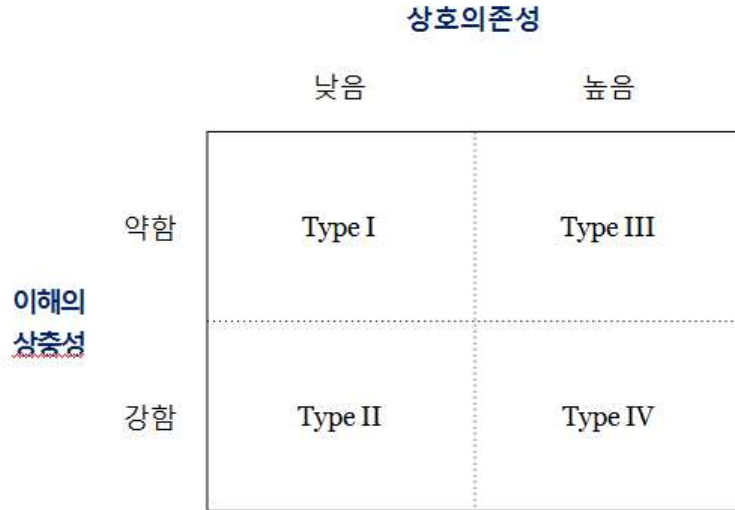 상호의존성
낮음 높음
약함 Type I Type III
이해의
상충성
강함 Type II Type IV